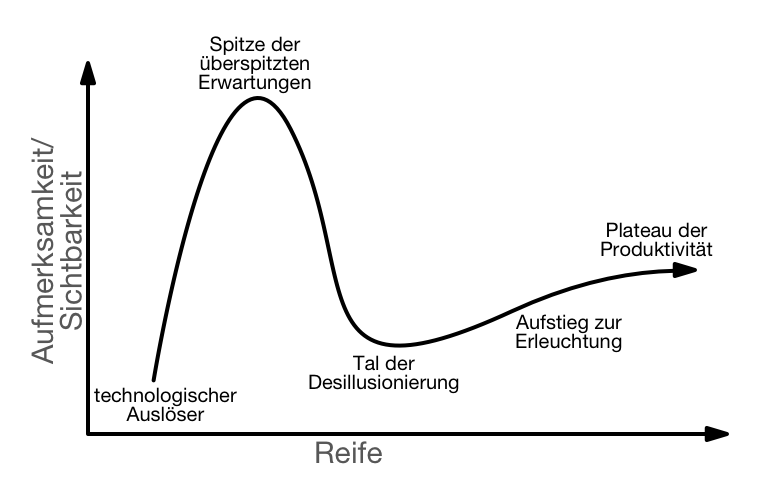 Spitze der
überspitzten
Erwartungen
Aufmerksamkeit/
Sichtbarkeit
Plateau der
Produktivität
Aufstieg zur
Erleuchtung
Tal der
Desillusionierung
technologischer
Auslöser
Reife